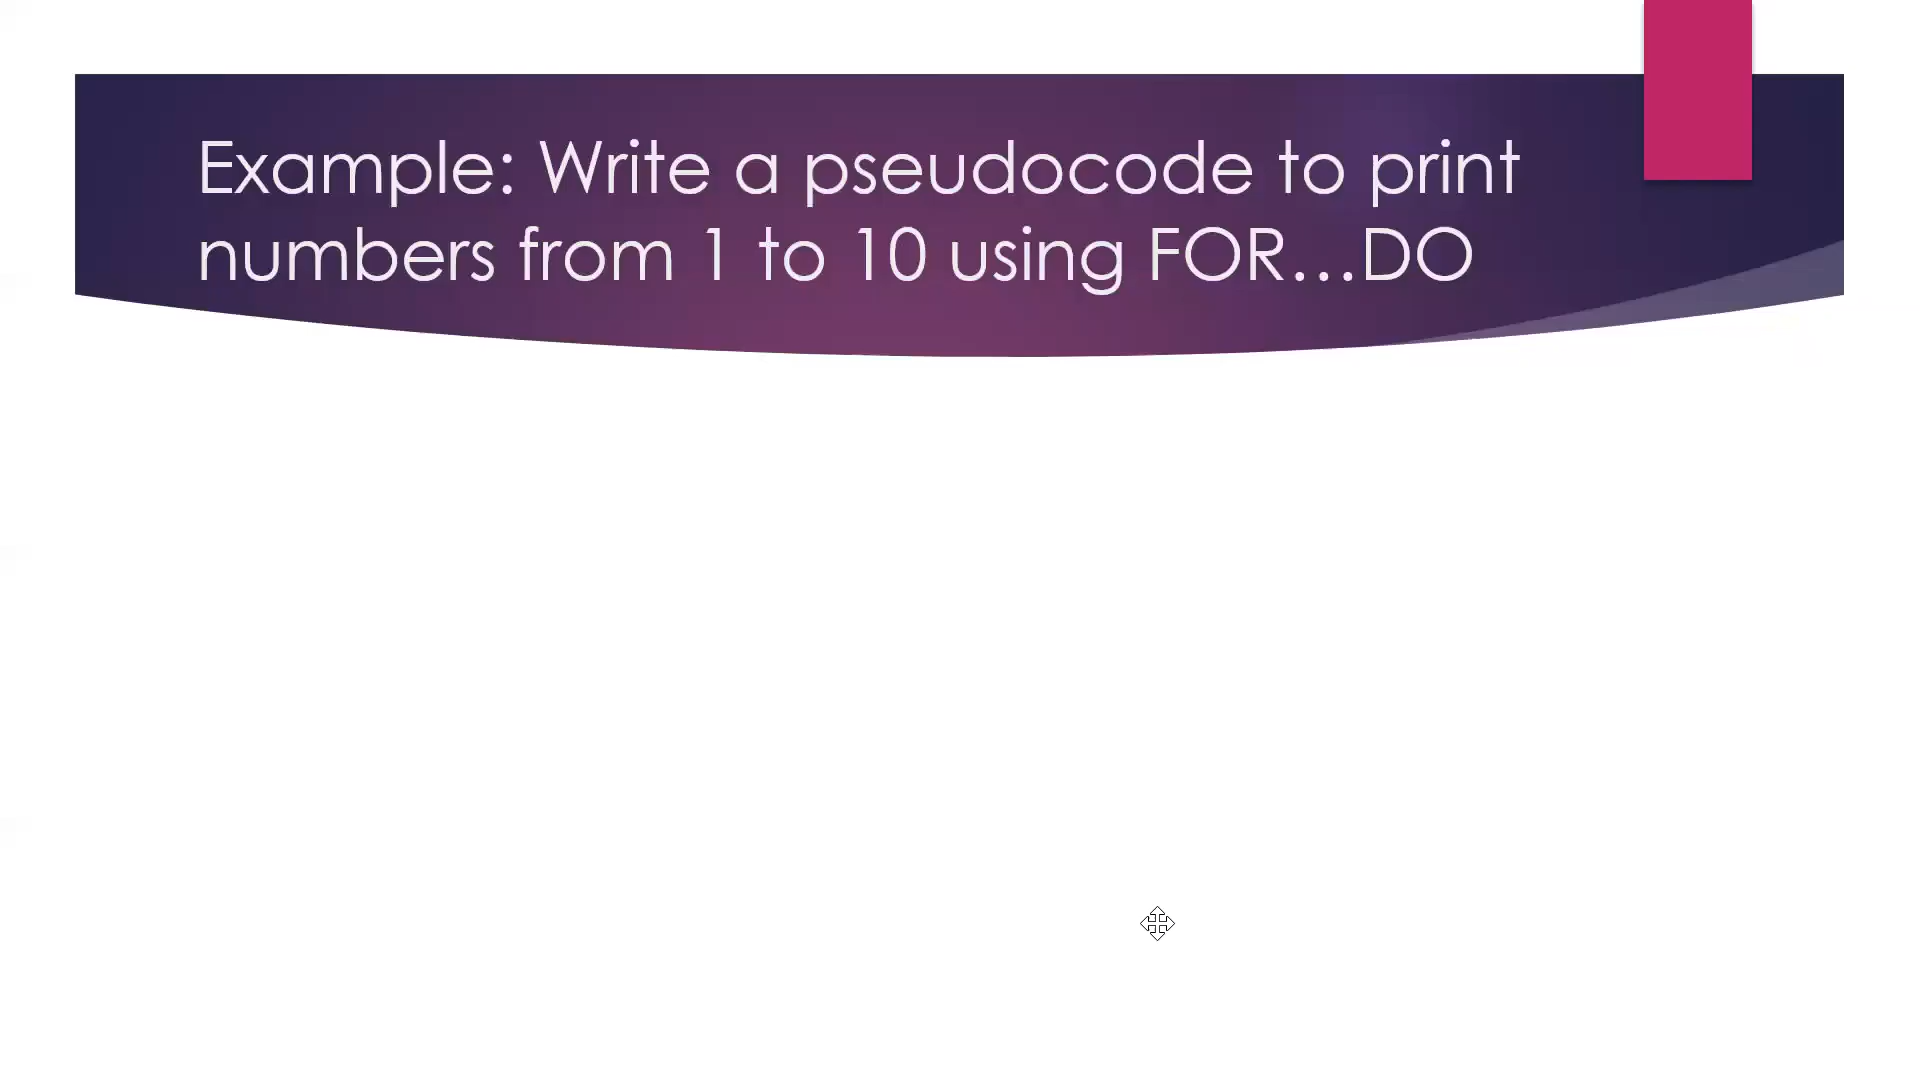 Example: Write a pseudocode to print
numbers from 1 to 10 using FOR...DO